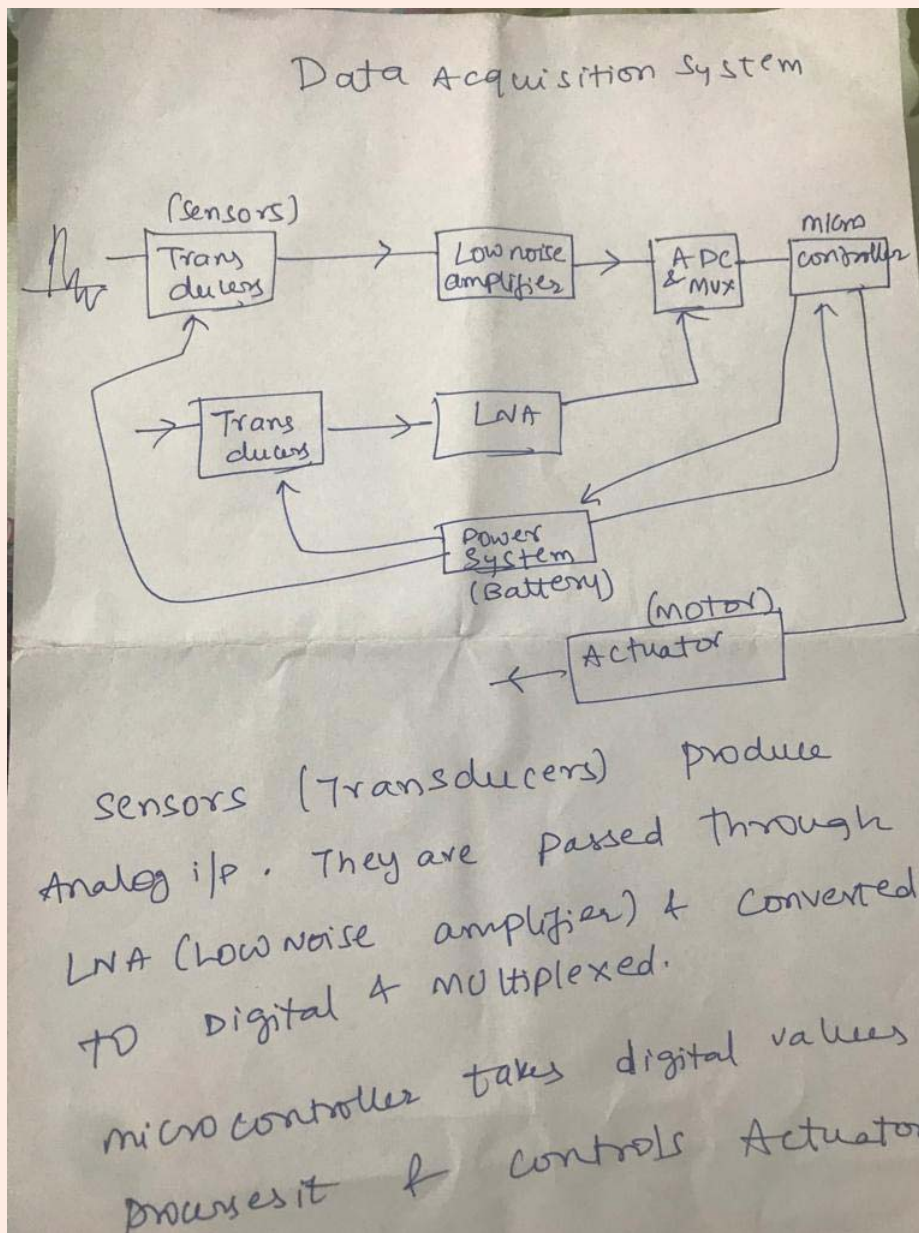 Data Acquisition System
(sensors)
Trans
ducers
Low noise
amplifier
ADC
& MUX
micro
controller
Trans
ducers
LNA
Power
System
(Battery)
(motor)
Actuator
sensors (Transducers) produce
Analog i/p. They are passed through
LNA (Low Noise amplifier) & converted
to Digital & multiplexed.
microcontroller takes digital values
processes it & controls Actuator